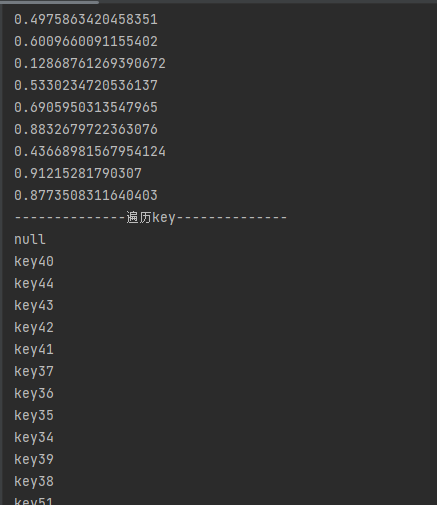 0.4975863420458351
0.6009660091155402
0.12868761269390672
0.5330234720536137
0.6905950313547965
0.8832679722363076
0.43668981567954124
0.91215281790307
0.8773508311640403
--------------遍历key--------------
null
key40
key44
key43
key42
key41
key37
key36
key35
key34
key39
key38
key51